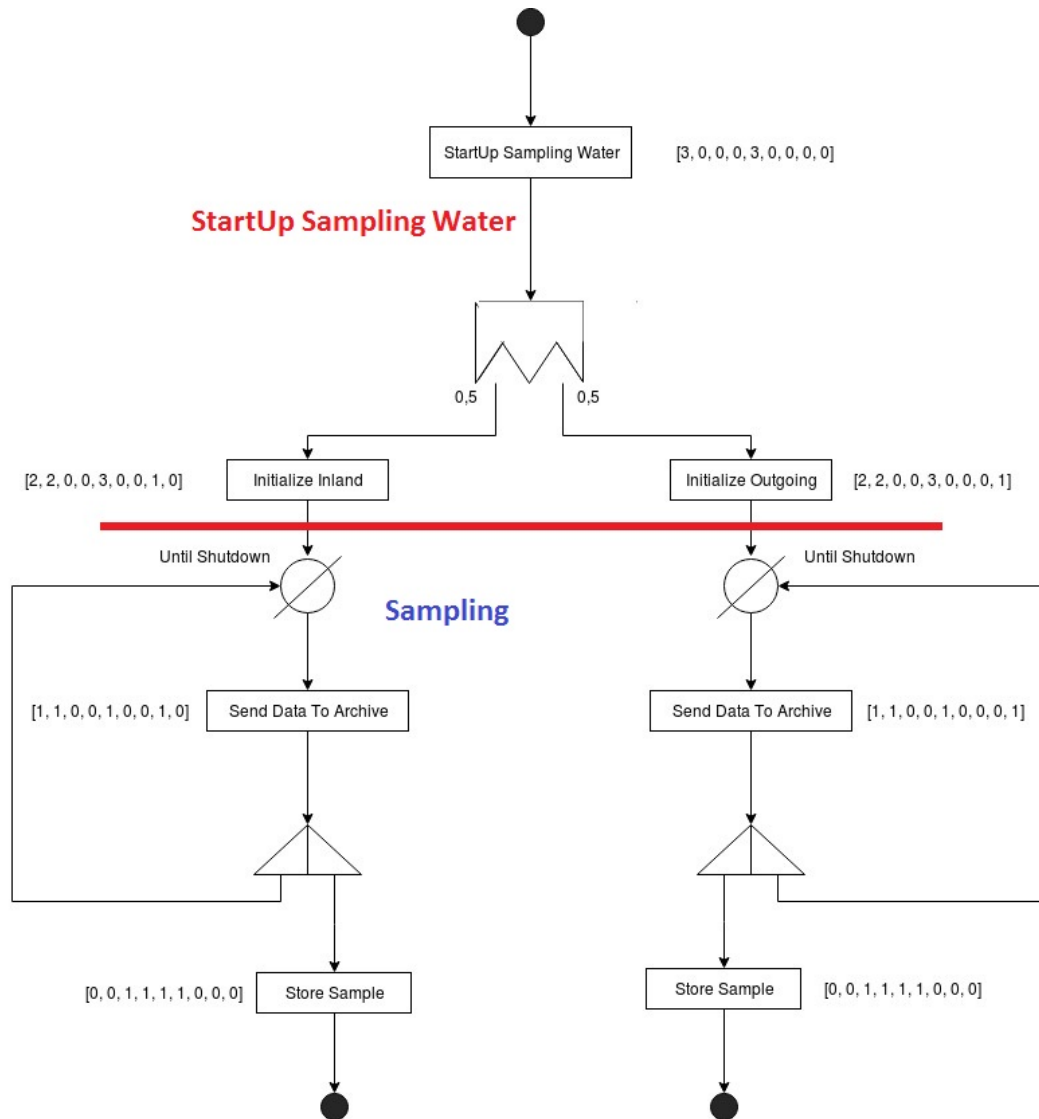 StartUp Sampling Water
[3, 0, 0, 0, 3, 0, 0, 0, 0]
StartUp Sampling Water
0,5
0,5
[2, 2, 0, 0, 3, 0, 0, 1, 0]
Initialize Inland
Initialize Outgoing
[2, 2, 0, 0, 3, 0, 0, 0, 1]
Until Shutdown
Until Shutdown
Sampling
[1, 1, 0, 0, 1, 0, 0, 1, 0]
Send Data To Archive
Send Data To Archive
[1, 1, 0, 0, 1, 0, 0, 0, 1]
[0, 0, 1, 1, 1, 1, 0, 0, 0]
Store Sample
Store Sample
[0, 0, 1, 1, 1, 1, 0, 0, 0]